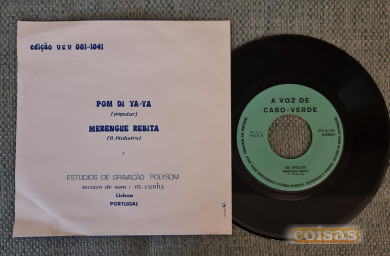 edição v.c.v. 001-1041
POM DI YA-YA
(popular)
MERENGUE REBITA
(P. Pinheiro)
ESTÚDIOS DE GRAVAÇÃO POLYSOM
técnico de som: m. cunha
Lisboa
PORTUGAL
A VOZ DE
CABO-VERDE
coisas